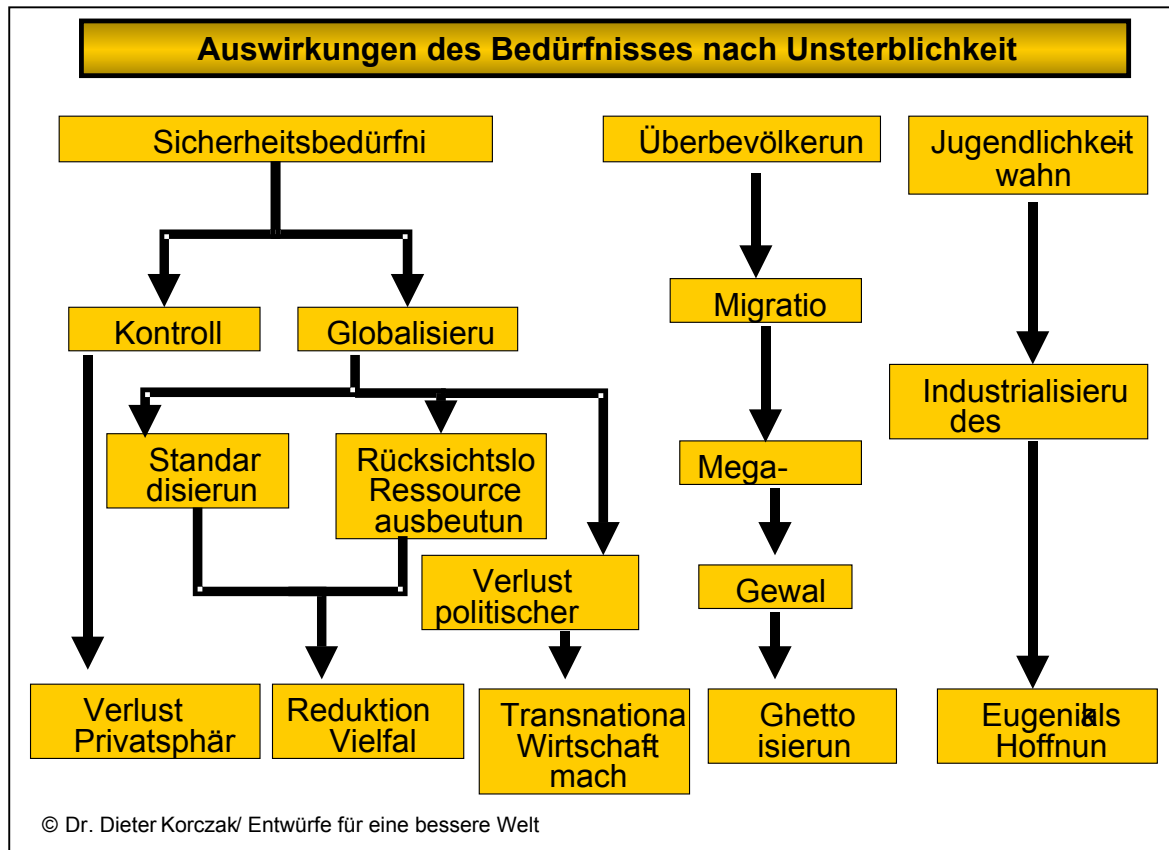 Auswirkungen des Bedürfnisses nach Unsterblichkeit
Sicherheitsbedürfni
Überbevölkerun
Jugendlichkeit-
wahn
Kontroll
Globalisieru
Migratio
Industrialisieru
des
Standar
disierun
Rücksichtslo
Ressource
ausbeutun
Mega-
Verlust
politischer
Gewal
Verlust
Privatsphär
Reduktion
Vielfal
Transnationa
Wirtschaft-
mach
Ghetto
isierun
Eugenik als
Hoffnun
© Dr. Dieter Korczak/ Entwürfe für eine bessere Welt